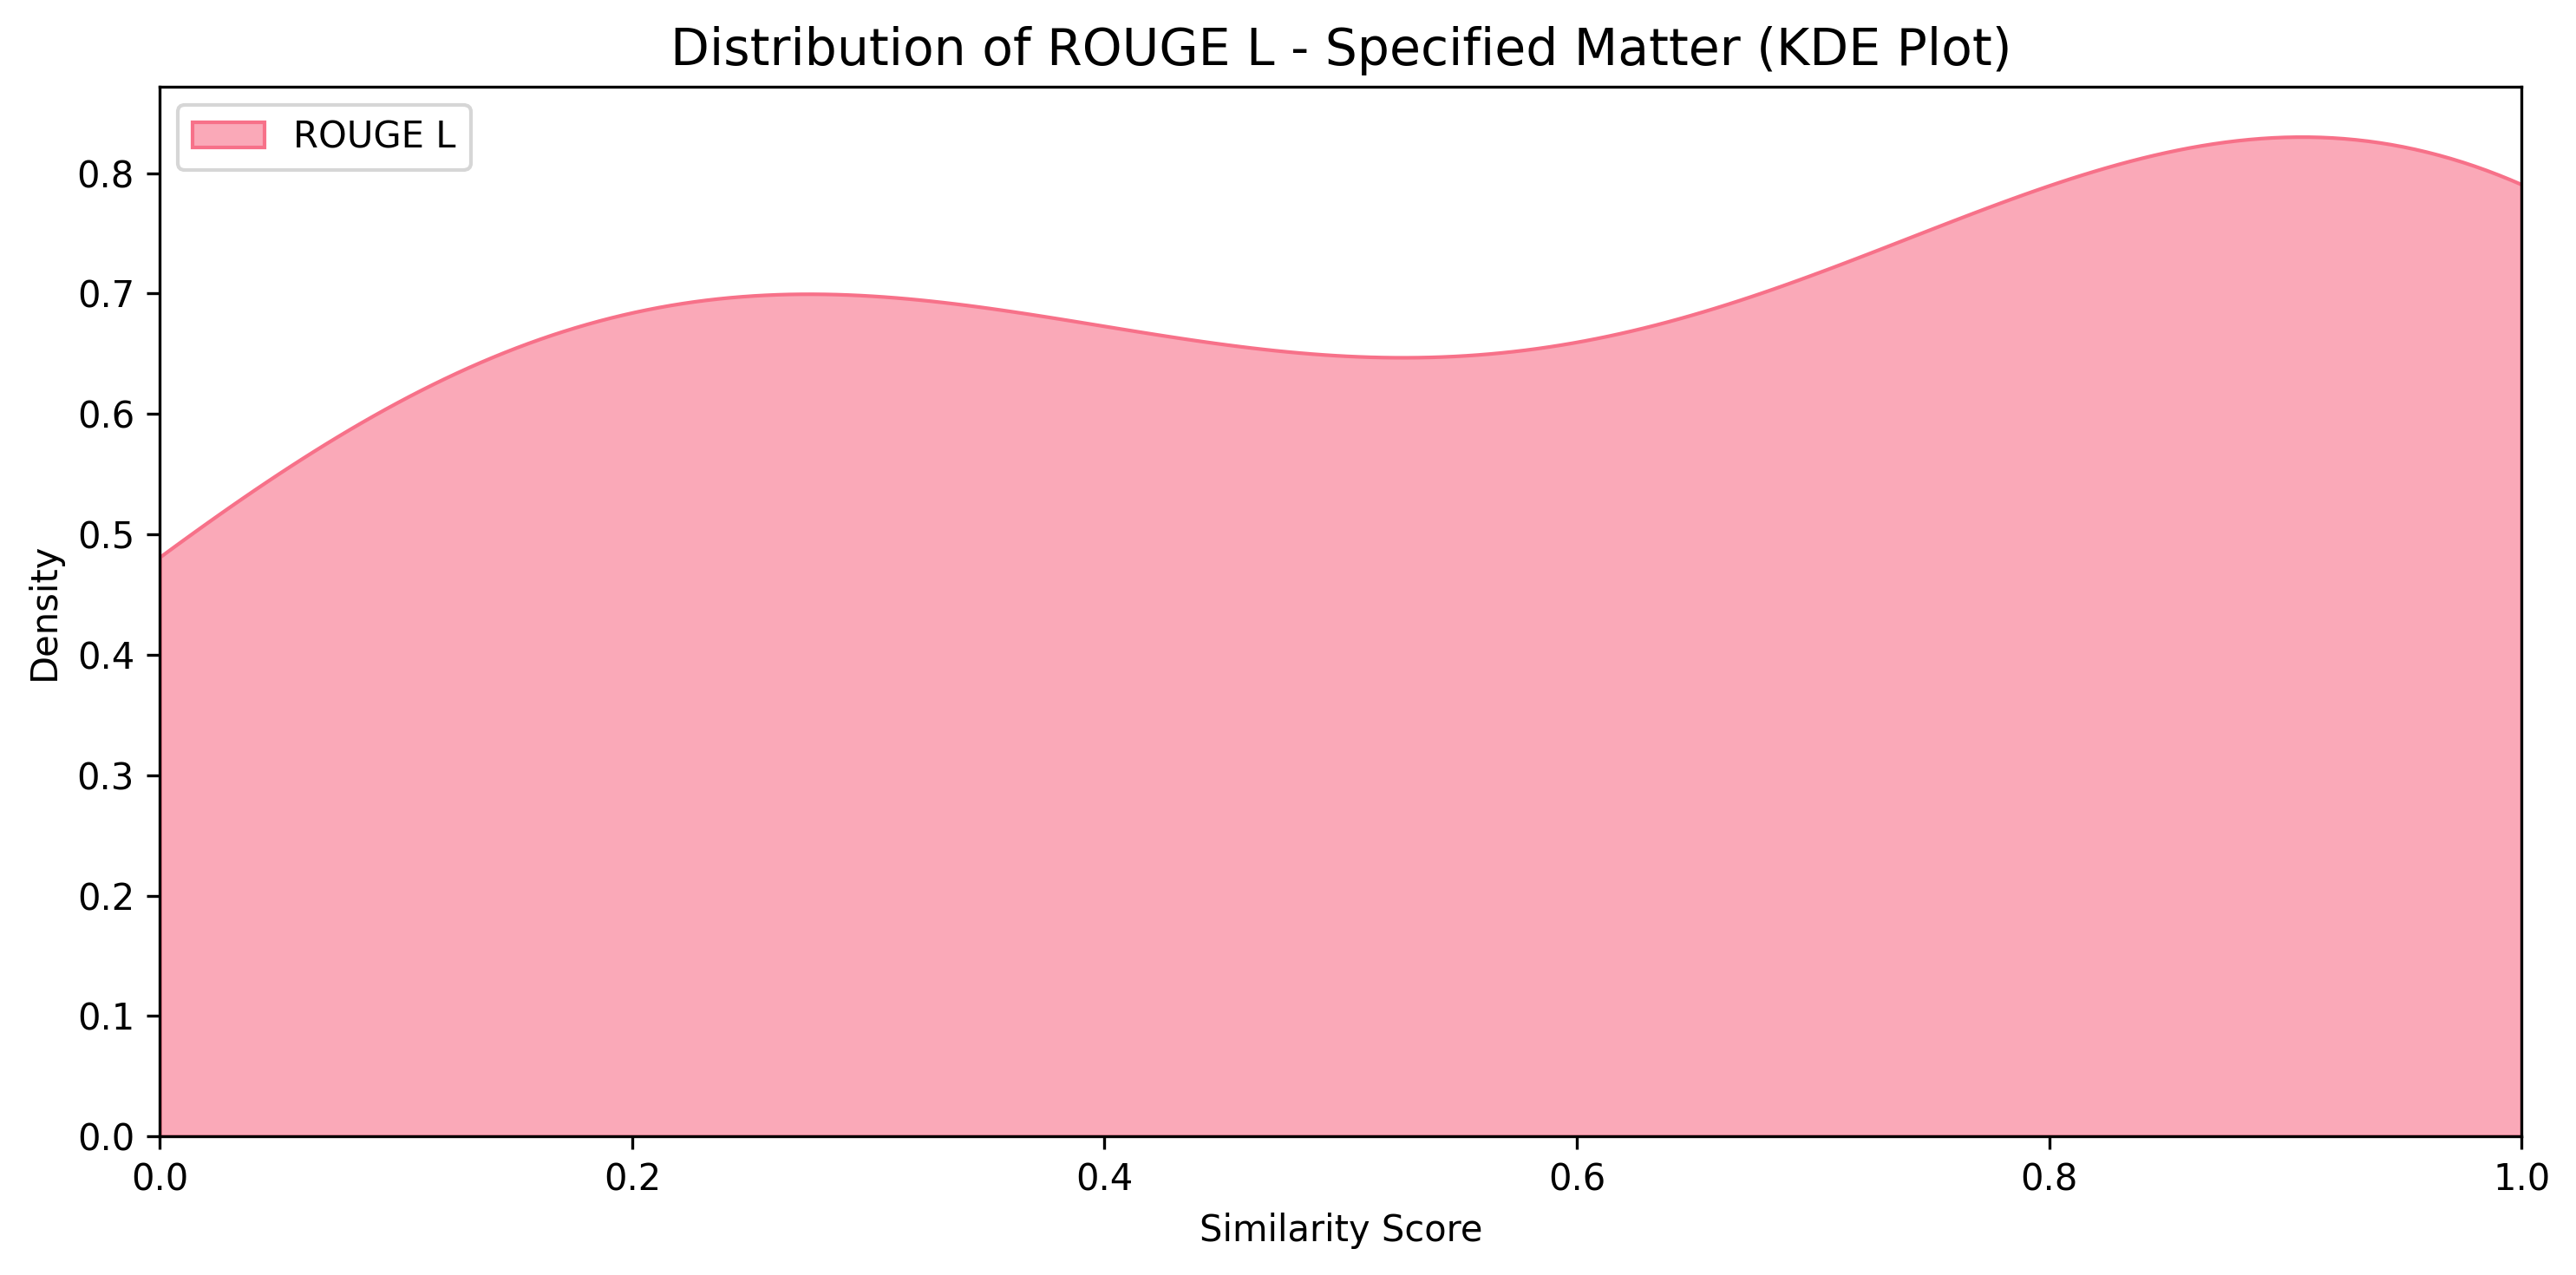 Distribution of ROUGE L - Specified Matter (KDE Plot)
ROUGE L
Density
0.8
0.7
0.6
0.5
0.4
0.3
0.2
0.1
0.0
0.0 0.2 0.4 0.6 0.8 1.0
Similarity Score